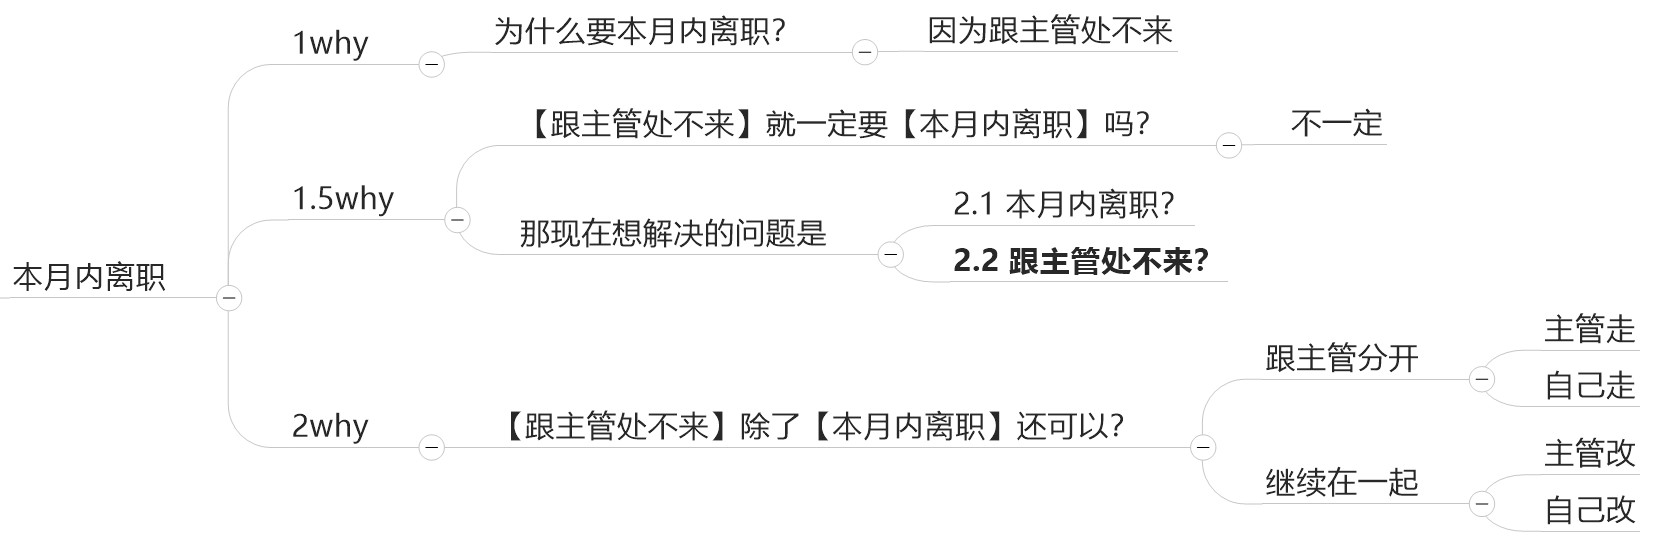 本月内离职
1why
为什么要本月内离职？
因为跟主管处不来
1.5why
【跟主管处不来】就一定要【本月内离职】吗？
不一定
那现在想解决的问题是
2.1 本月内离职？
2.2 跟主管处不来？
2why
【跟主管处不来】除了【本月内离职】还可以？
跟主管分开
主管走
自己走
继续在一起
主管改
自己改